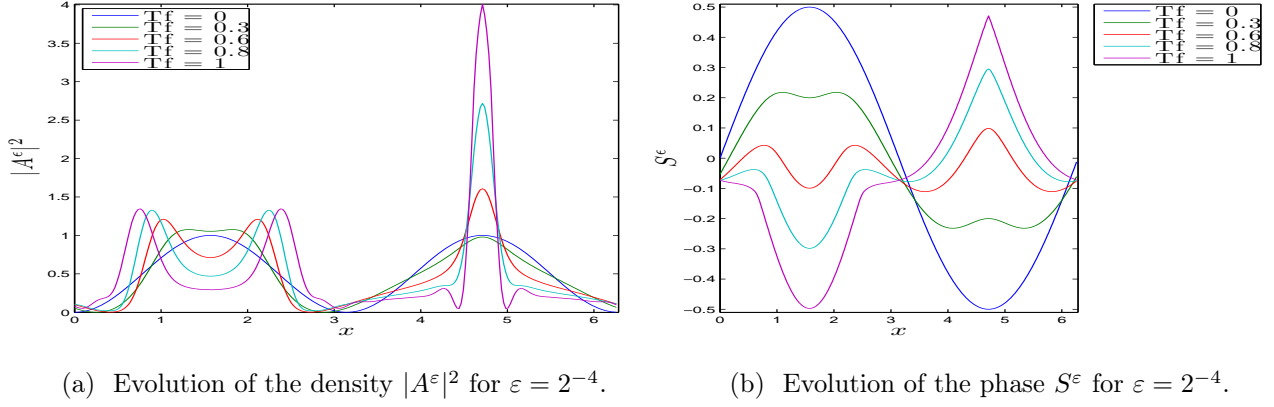 Tf = 0
Tf = 0.3
Tf = 0.6
Tf = 0.8
Tf = 1
4
3.5
3
2.5
2
1.5
1
0.5
0
|A^ϵ|^2
0 1 2 3 4 5 6
x
Tf = 0
Tf = 0.3
Tf = 0.6
Tf = 0.8
Tf = 1
0.5
0.4
0.3
0.2
0.1
0
−0.1
−0.2
−0.3
−0.4
−0.5
S^ϵ
0 1 2 3 4 5 6
x
(a) Evolution of the density |A^ε|^2 for ε = 2^{−4}.
(b) Evolution of the phase S^ε for ε = 2^{−4}.